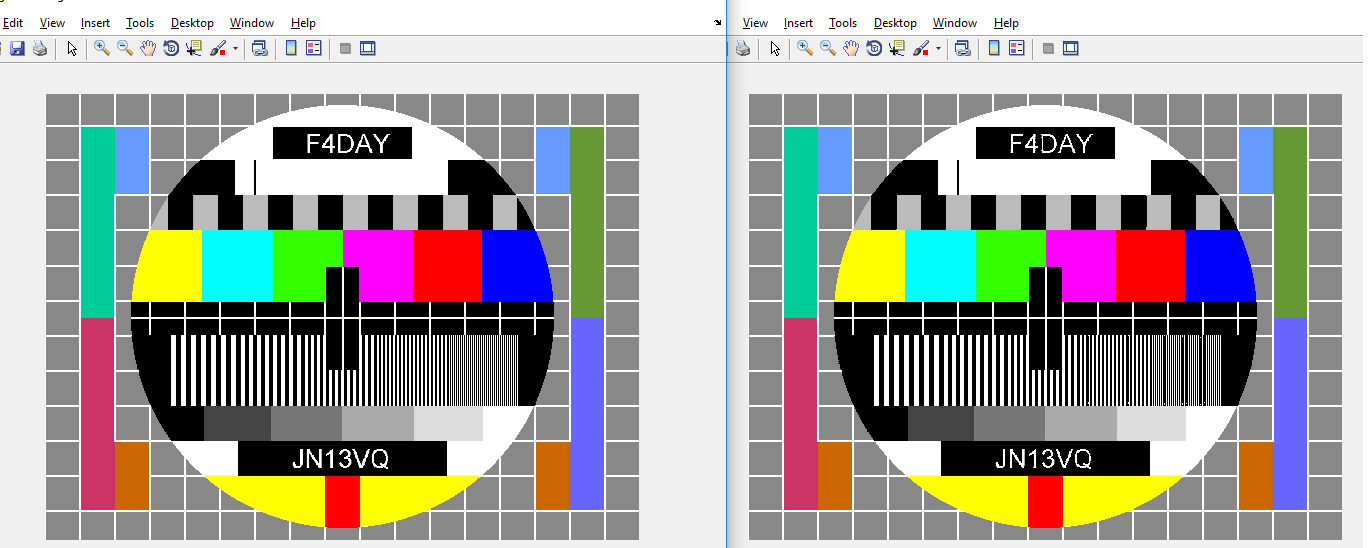 Edit View Insert Tools Desktop Window Help
F4DAY
JN13VQ
View Insert Tools Desktop Window Help
F4DAY
JN13VQ